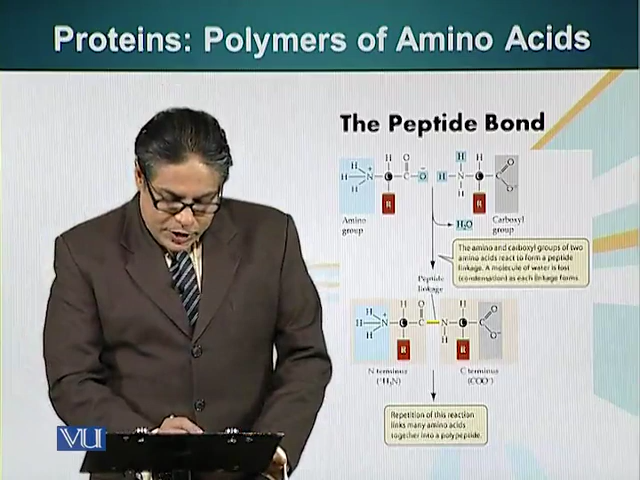 Proteins: Polymers of Amino Acids
The Peptide Bond
H
H
N
+
H
C
H
R
C
O
O
-
H
H
N
H
C
H
R
C
O
O-
Amino
group
H2O
Carboxyl
group
The amino and carboxyl groups of two
amino acids react to form a peptide
linkage. A molecule of water is lost
(condensation) as each linkage forms.
Peptide
linkage
H
H
N
+
H
C
H
R
C
O
N
H
C
H
R
C
O
O-
N terminus
(+H3N)
C terminus
(COO-)
Repetition of this reaction
links many amino acids
together into a polypeptide.
VU